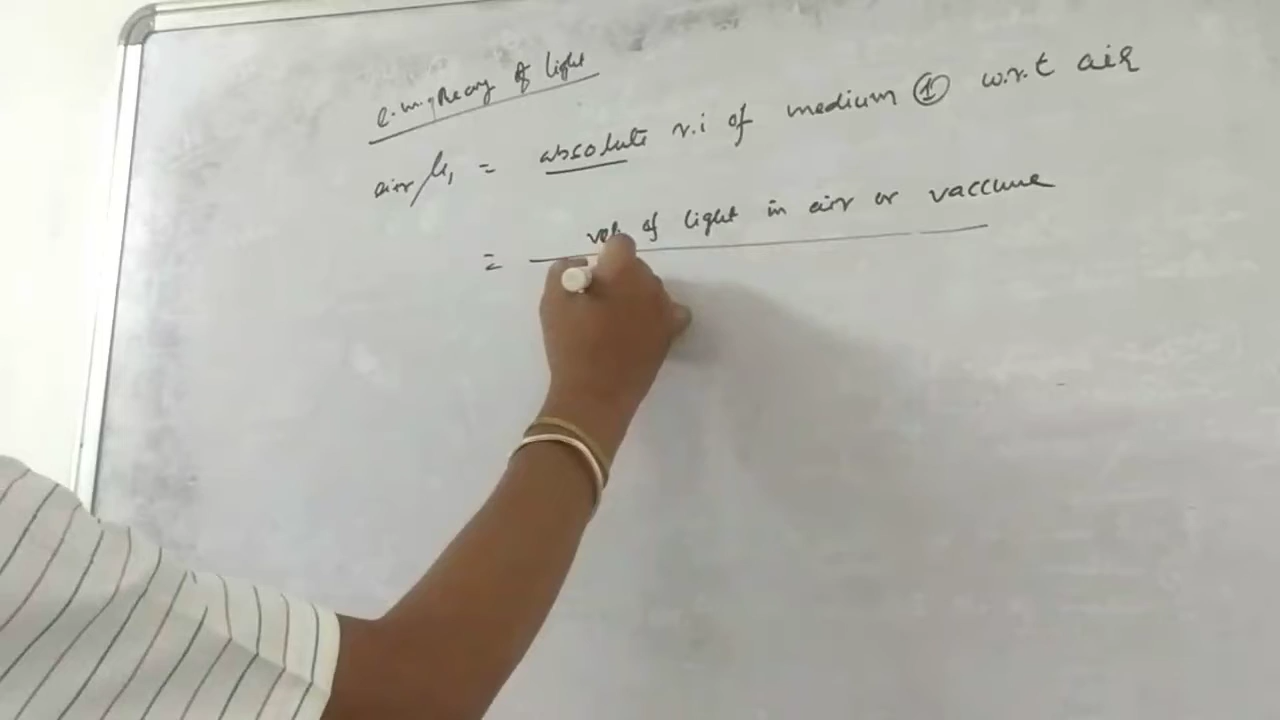 e.m. theory of light
air μ₁ = absolute r.i of medium ① w.r.t air
= vel. of light in air or vaccume